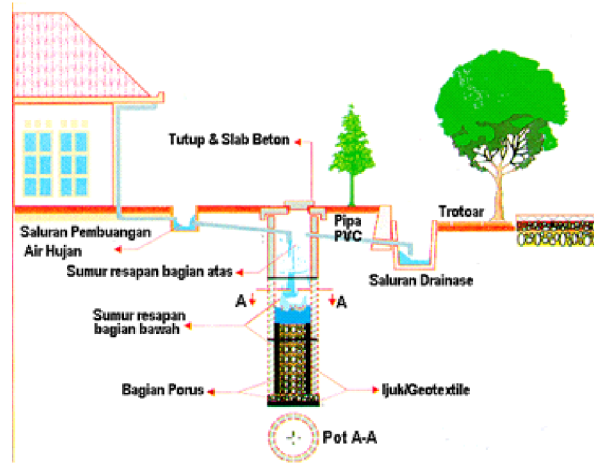 Tutup & Slab Beton
Pipa
PVC
Trotoar
Saluran Pembuangan
Air Hujan
Sumur resapan bagian atas
Saluran Drainase
A
A
Sumur resapan
bagian bawah
Bagian Porus
Ijuk/Geotextile
Pot A-A